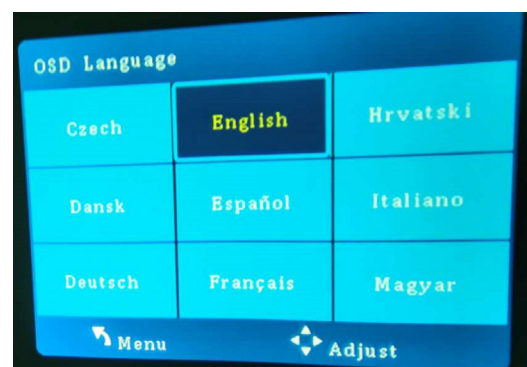 OSD Language
Czech English Hrvatski
Dansk Español Italiano
Deutsch Français Magyar
Menu Adjust